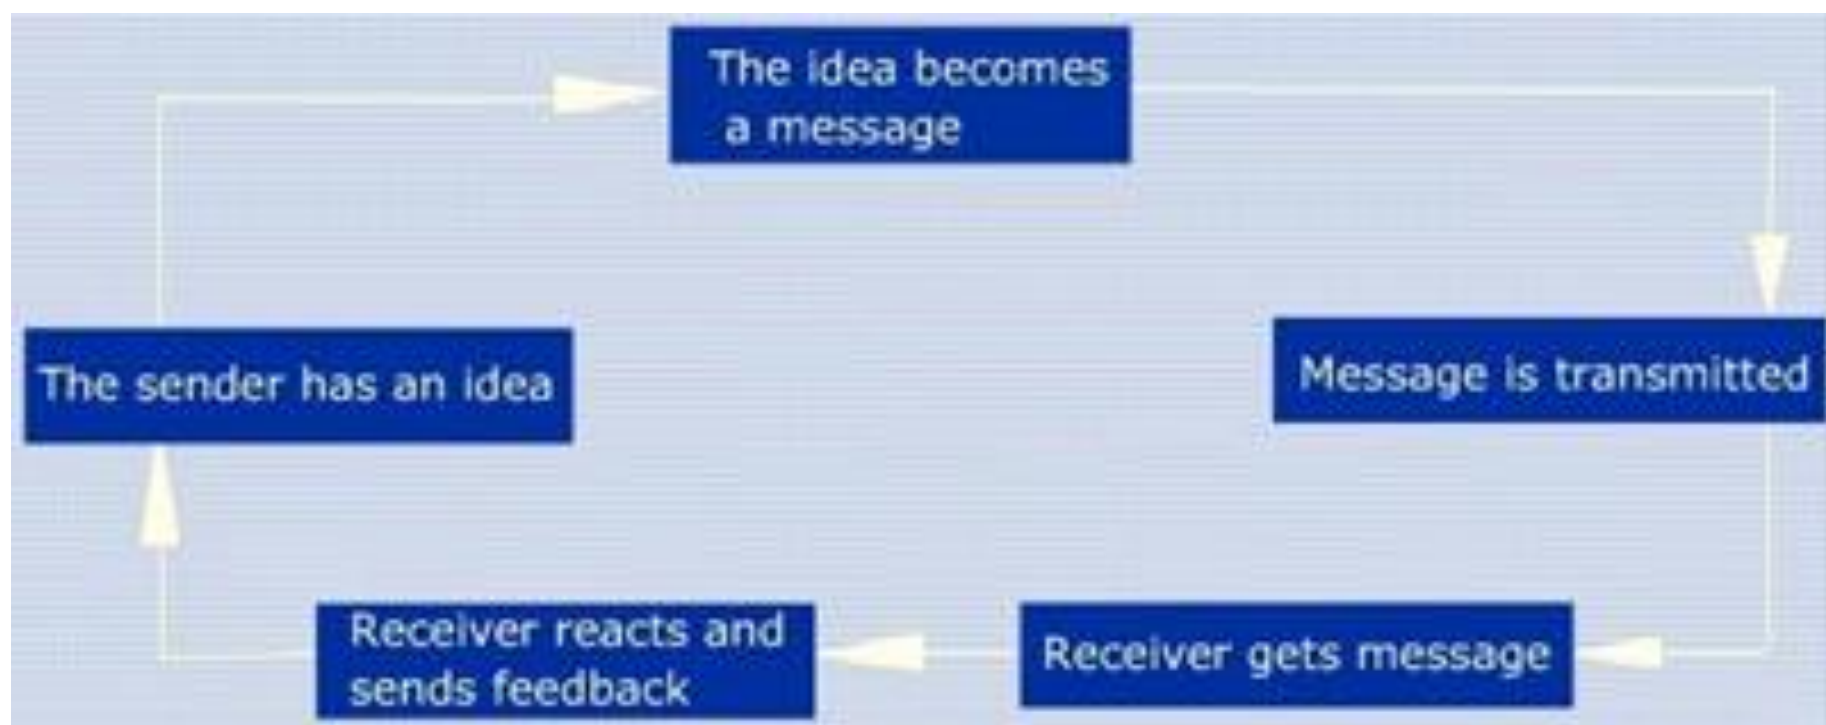 The idea becomes
a message
The sender has an idea
Message is transmitted
Receiver reacts and
sends feedback
Receiver gets message